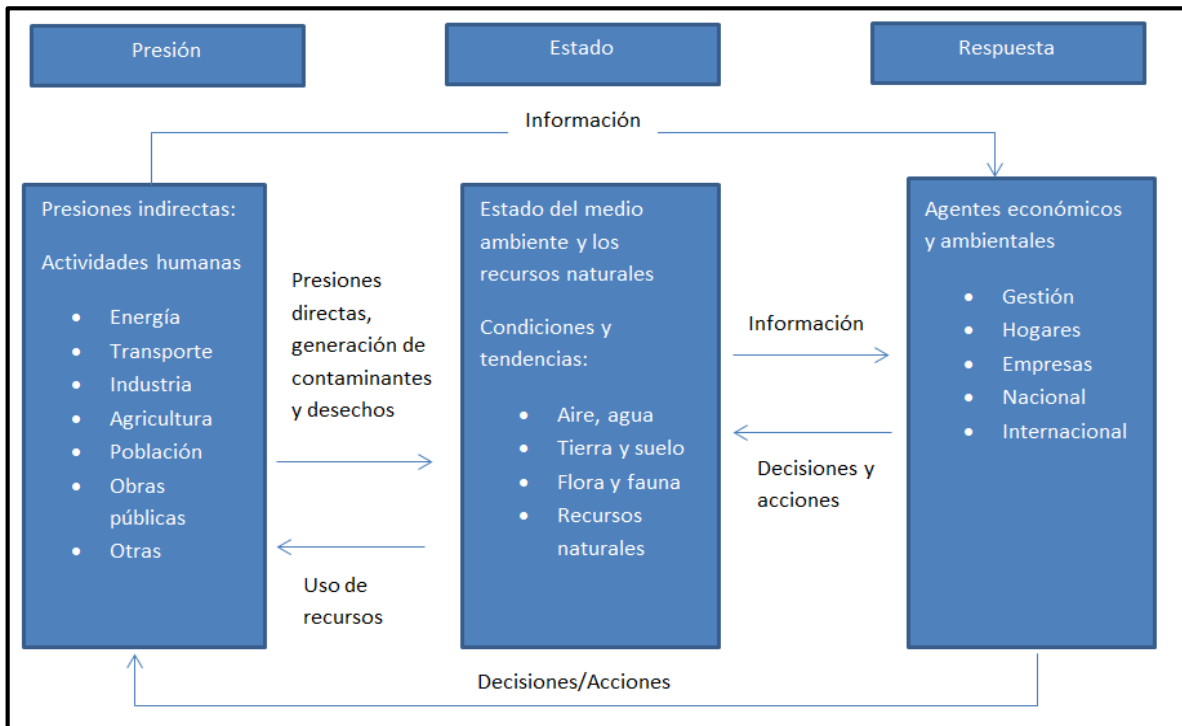 Presión
Estado
Respuesta
Información
Presiones indirectas:
Actividades humanas
• Energía
• Transporte
• Industria
• Agricultura
• Población
• Obras
públicas
• Otras
Presiones
directas,
generación de
contaminantes
y desechos
Uso de
recursos
Estado del medio
ambiente y los
recursos naturales
Condiciones y
tendencias:
• Aire, agua
• Tierra y suelo
• Flora y fauna
• Recursos
naturales
Información
Decisiones y
acciones
Agentes económicos
y ambientales
• Gestión
• Hogares
• Empresas
• Nacional
• Internacional
Decisiones/Acciones